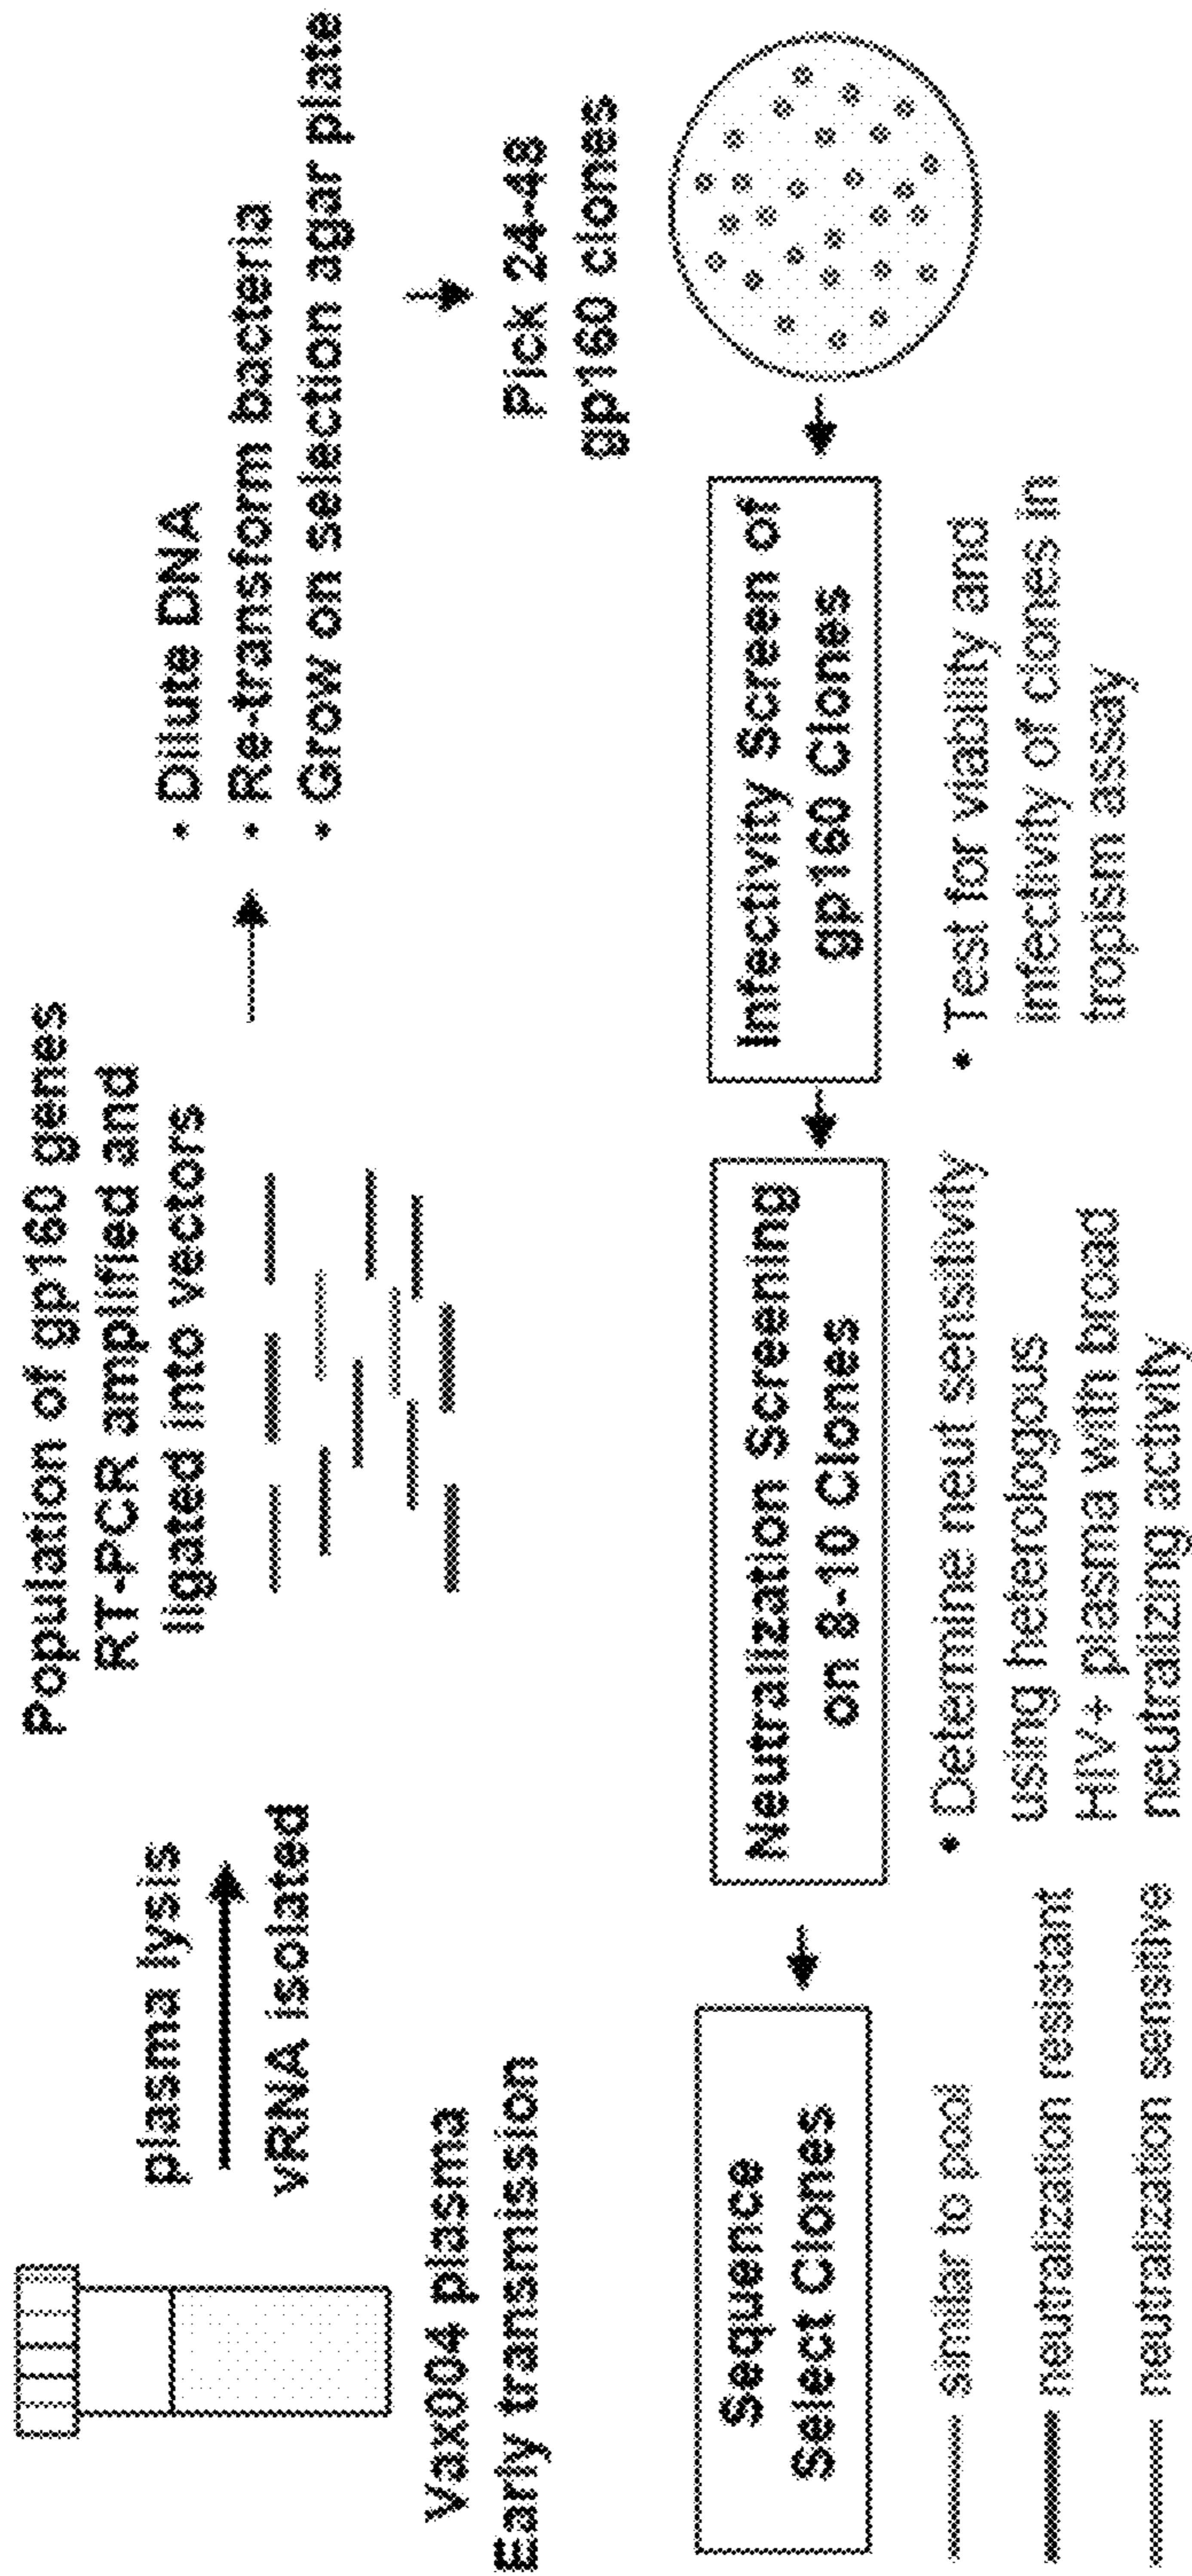 plasma lysis
vRNA isolated
Vax004 plasma
Early transmission
Population of gp160 genes
RT-PCR amplified and
ligated into vectors
• Dilute DNA
• Re-transform bacteria
• Grow on selection agar plate
Pick 24-48
gp160 clones
Infectivity Screen of
gp160 Clones
• Test for viability and
infectivity of clones in
tropism assay
Neutralization Screening
on 8-10 Clones
• Determine neut sensitivity
using heterologous
HIV+ plasma with broad
neutralizing activity
Sequence
Select Clones
similar to pool
neutralization resistant
neutralization sensitive